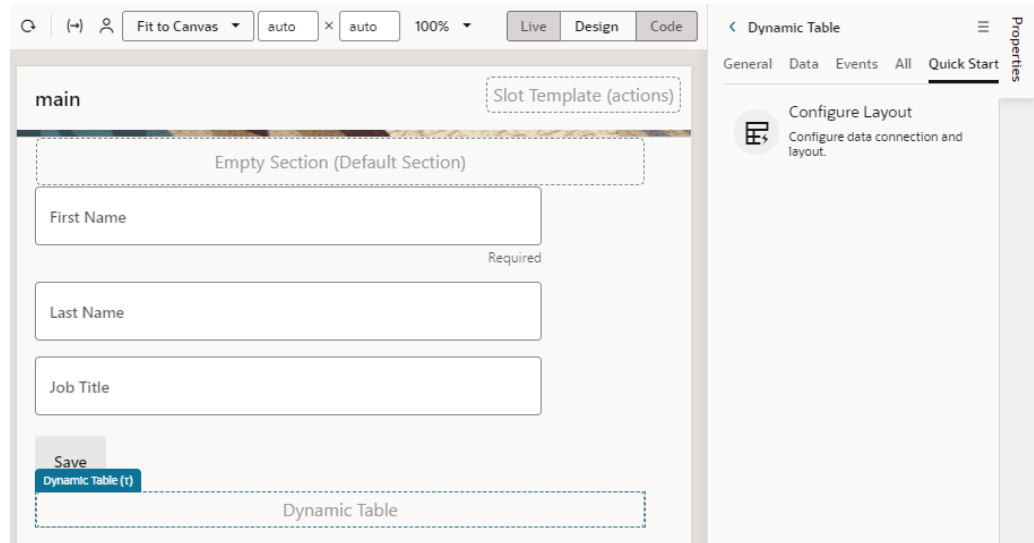 Fit to Canvas auto × auto 100% Live Design Code
main
Slot Template (actions)
Empty Section (Default Section)
First Name
Required
Last Name
Job Title
Save
Dynamic Table (τ)
Dynamic Table
Dynamic Table
General Data Events All Quick Start
Configure Layout
Configure data connection and
layout.
Properties